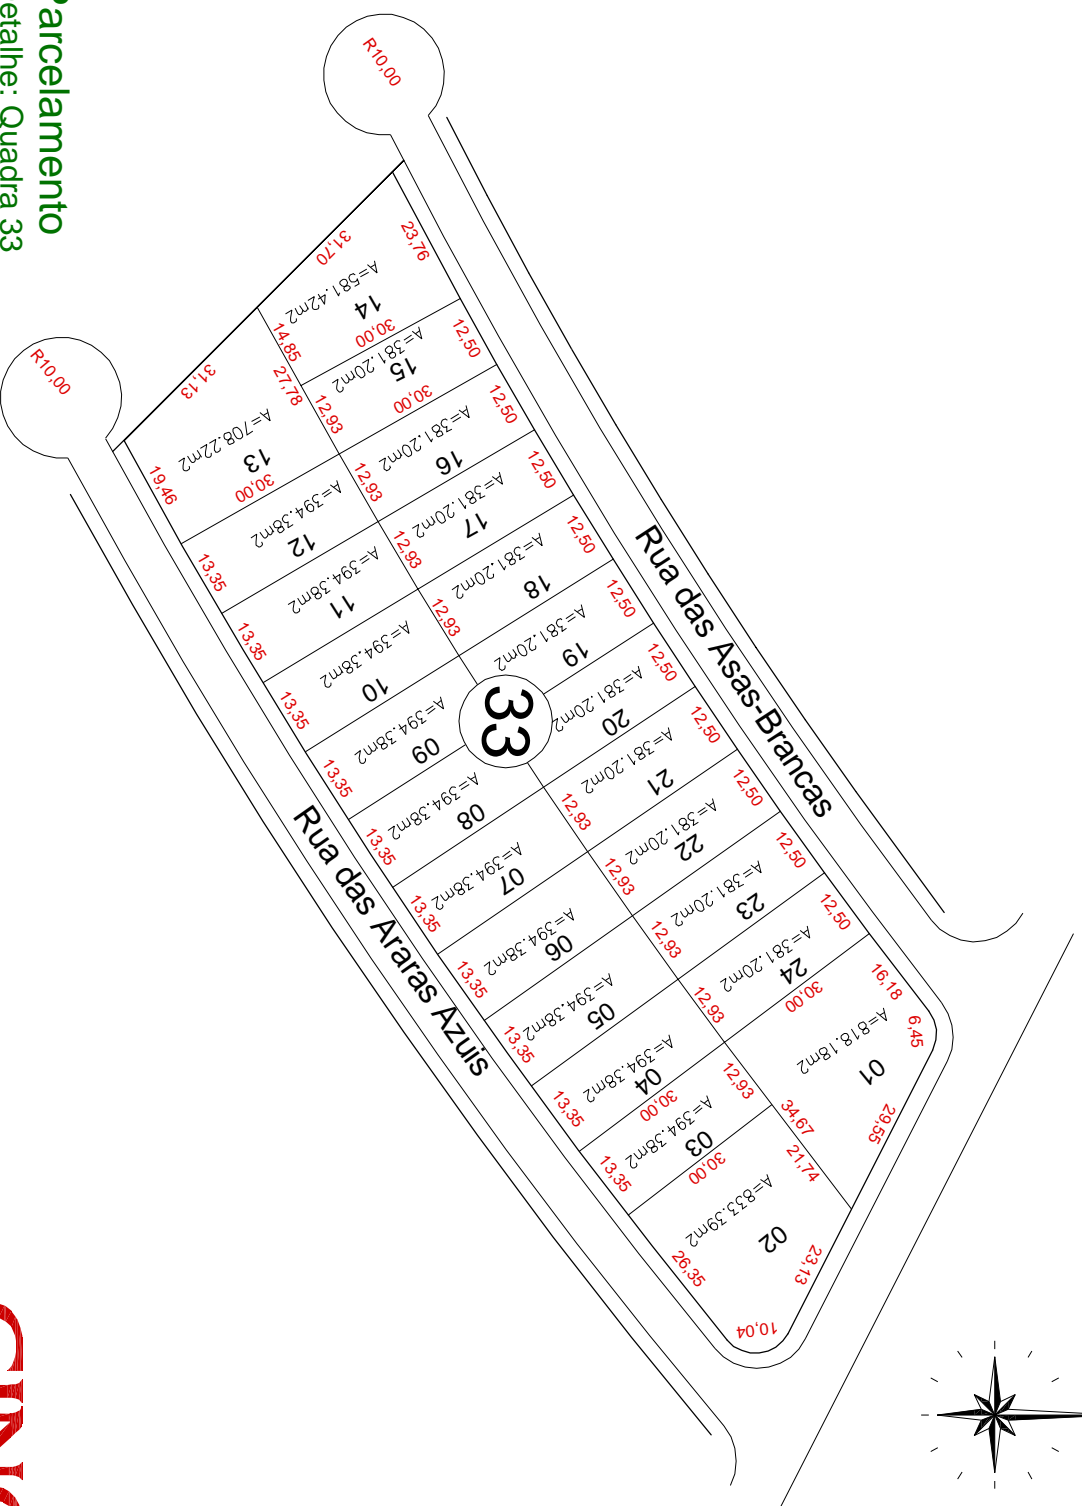 Parcelamento
etalhe: Quadra 33
R10,00
R10,00
Rua das Asas-Brancas
Rua das Araras Azuis
33
31,70
23,76
A=581.42m2
14
30,00
14,85
27,78
12,50
A=381.20m2
15
30,00
12,93
31,13
A=708.22m2
13
19,46
30,00
12,50
A=381.20m2
16
12,93
A=394.38m2
12
13,35
12,50
A=381.20m2
17
12,93
A=394.38m2
11
13,35
12,50
A=381.20m2
18
12,93
A=394.38m2
10
13,35
12,50
A=381.20m2
19
A=394.38m2
09
13,35
12,50
A=381.20m2
20
A=394.38m2
08
13,35
12,50
A=381.20m2
21
12,93
A=394.38m2
07
13,35
12,50
A=381.20m2
22
12,93
A=394.38m2
06
13,35
12,50
A=381.20m2
23
12,93
A=394.38m2
05
13,35
12,50
A=381.20m2
24
30,00
12,93
A=394.38m2
04
30,00
13,35
12,93
A=394.38m2
03
30,00
13,35
16,18
6,45
A=818.18m2
01
29,55
34,67
21,74
A=833.39m2
02
26,35
23,13
10,04